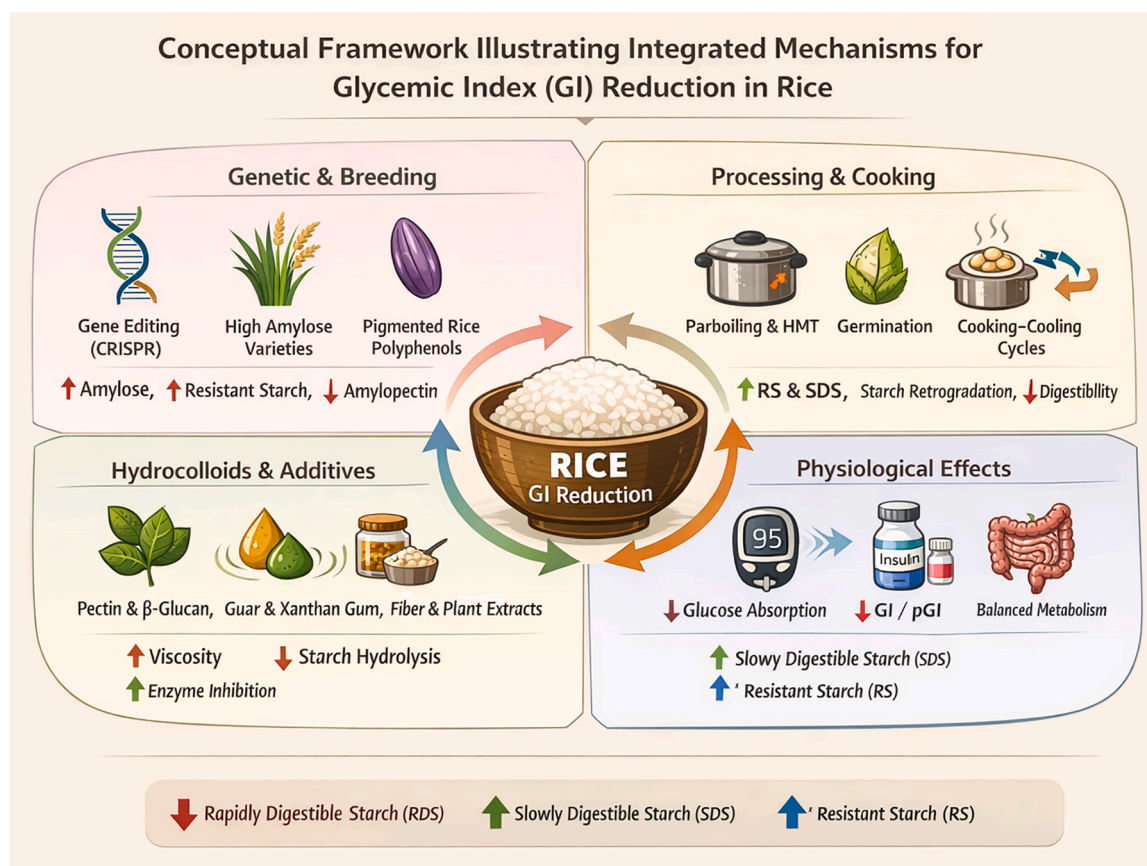 Conceptual Framework Illustrating Integrated Mechanisms for
Glycemic Index (GI) Reduction in Rice
Genetic & Breeding
Gene Editing
(CRISPR)
High Amylose
Varieties
Pigmented Rice
Polyphenols
↑ Amylose, ↑ Resistant Starch, ↓ Amylopectin
Processing & Cooking
Parboiling & HMT
Germination
Cooking–Cooling
Cycles
↑ RS & SDS, Starch Retrogradation, ↓ Digestibllity
RICE
GI Reduction
Hydrocolloids & Additives
Pectin & β-Glucan, Guar & Xanthan Gum, Fiber & Plant Extracts
↑ Viscosity ↓ Starch Hydrolysis
↑ Enzyme Inhibition
Physiological Effects
95
Insulin
↓ Glucose Absorption
↓ GI / pGI
Balanced Metabolism
↑ Slowy Digestible Starch (SDS)
↑ ‘ Resistant Starch (RS)
↓ Rapidly Digestible Starch (RDS) ↑ Slowly Digestible Starch (SDS) ↑ ‘ Resistant Starch (RS)